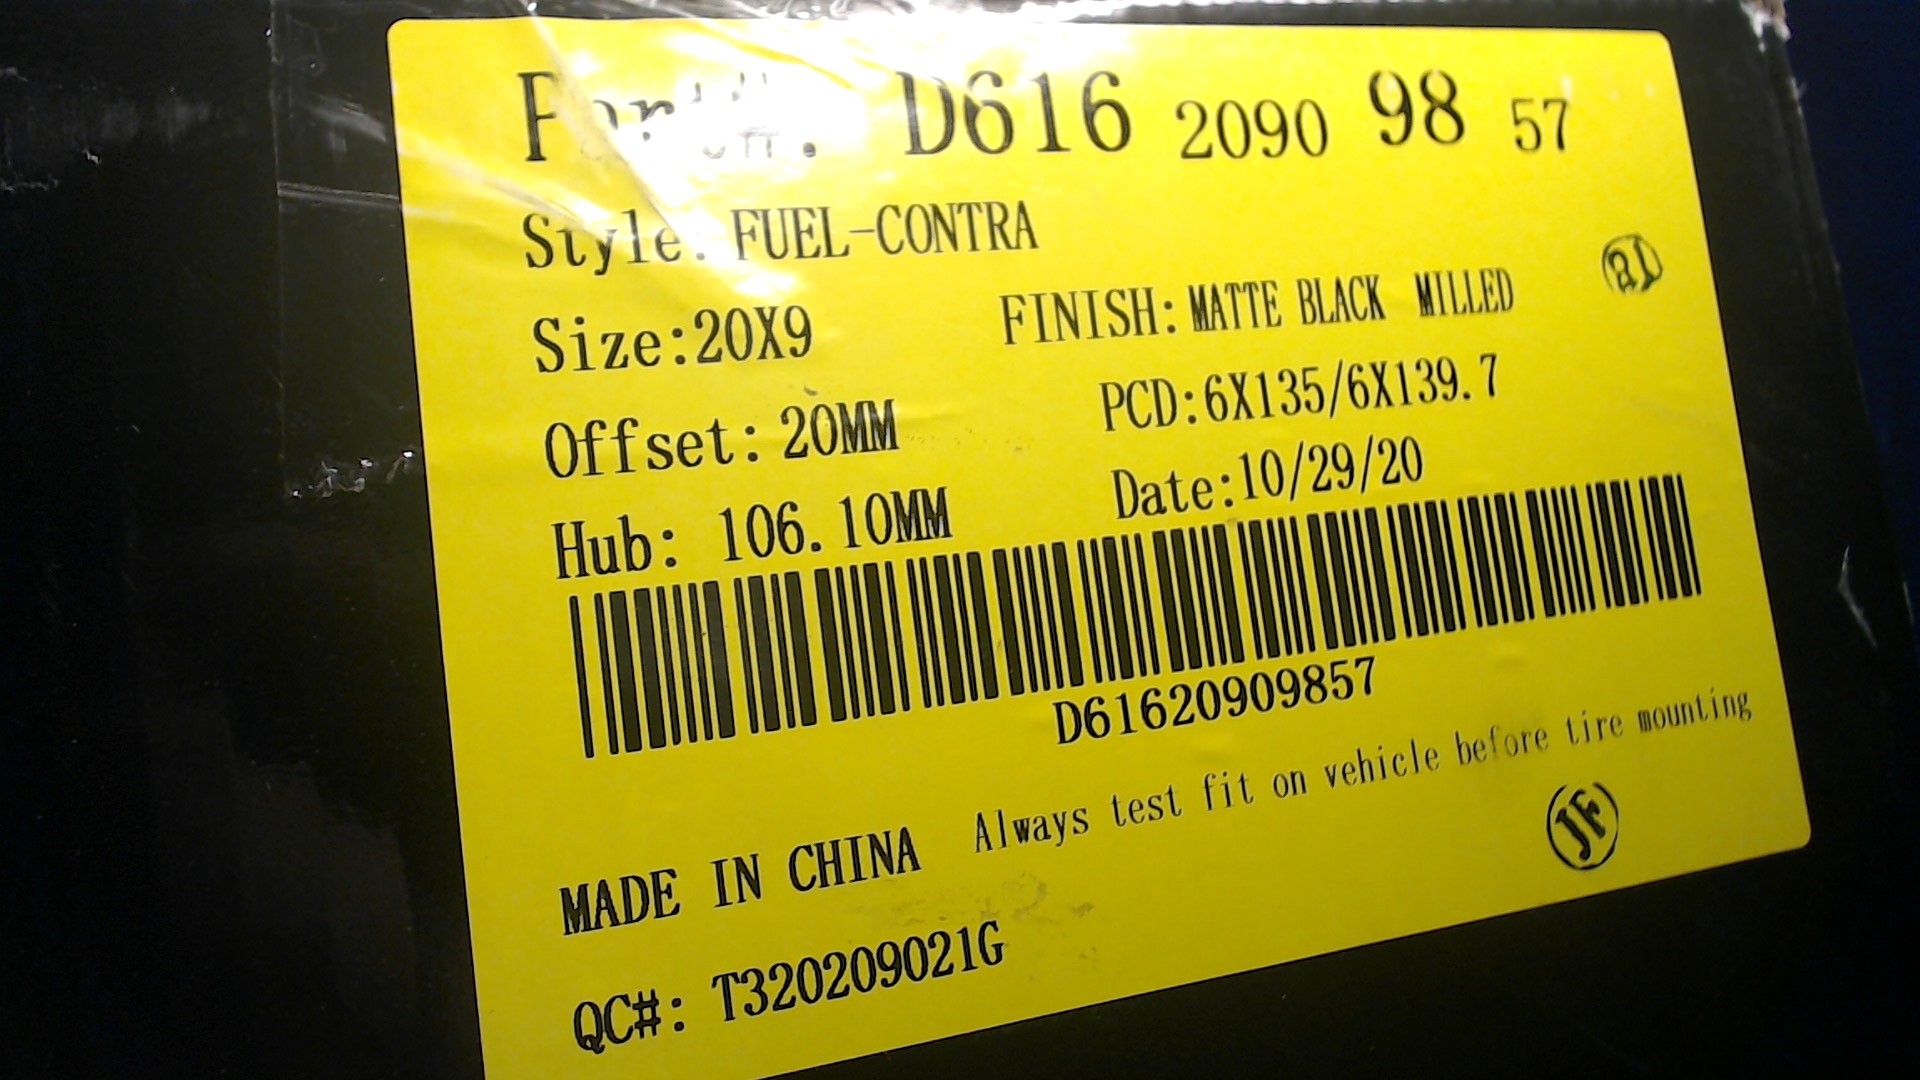 Part#: D616 2090 98 57
Style: FUEL-CONTRA
Size:20X9 FINISH: MATTE BLACK MILLED
Offset: 20MM PCD:6X135/6X139.7
Hub: 106.10MM Date:10/29/20
D61620909857
MADE IN CHINA Always test fit on vehicle before tire mounting
JF
QC#: T320209021G